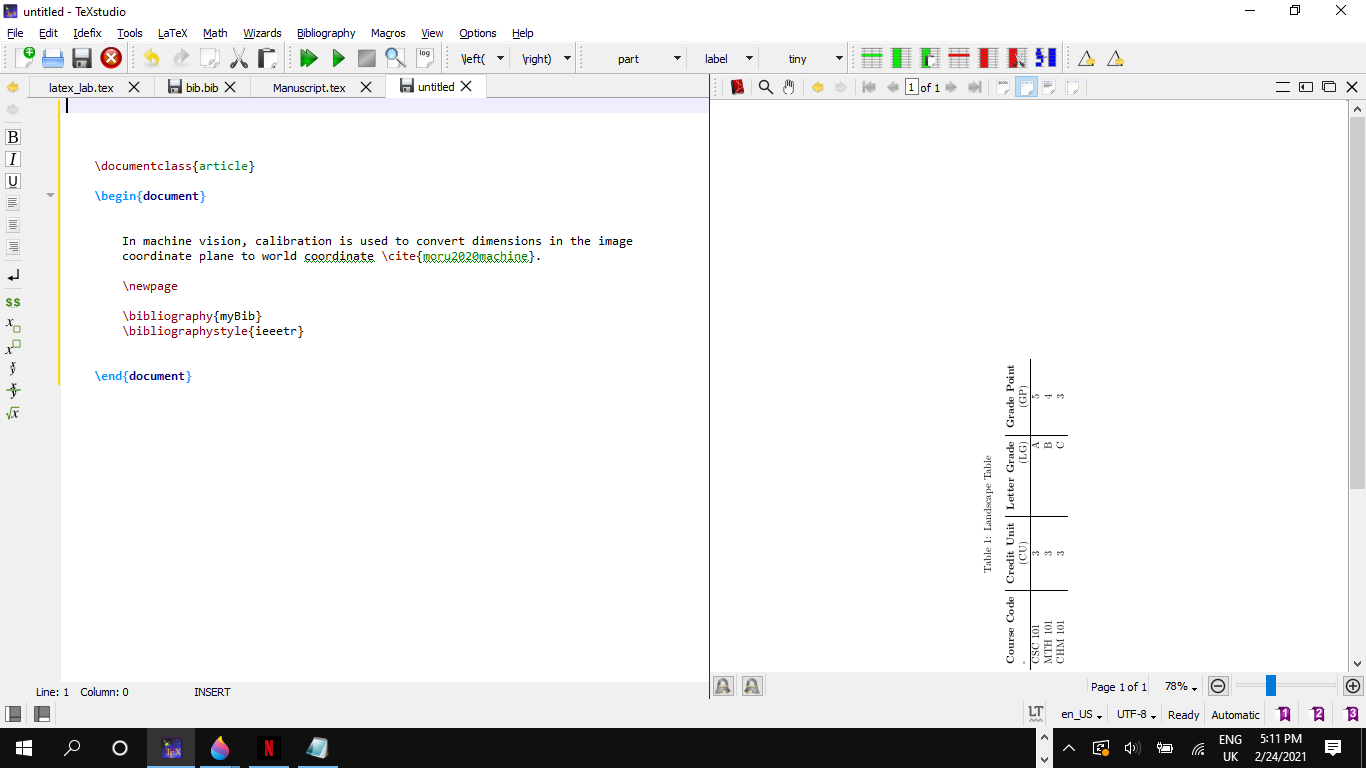 untitled - TeXstudio
File Edit Idefix Tools LaTeX Math Wizards Bibliography Macros View Options Help
log \left( \right) part label tiny
latex_lab.tex bib.bib Manuscript.tex untitled
1 of 1
\documentclass{article}
\begin{document}
In machine vision, calibration is used to convert dimensions in the image
coordinate plane to world coordinate \cite{moru2020machine}.
\newpage
\bibliography{myBib}
\bibliographystyle{ieeetr}
\end{document}
B
I
U
$$
x
x
x/y
x/y
√x
Table 1: Landscape Table
Course Code Credit Unit Letter Grade Grade Point
- (CU) (LG) (GP)
CSC 101 3 A 5
MTH 101 3 B 4
CHM 101 3 C 3
Line: 1 Column: 0 INSERT
Page 1 of 1 78%
LT en_US UTF-8 Ready Automatic 1 2 3
ENG 5:11 PM
UK 2/24/2021